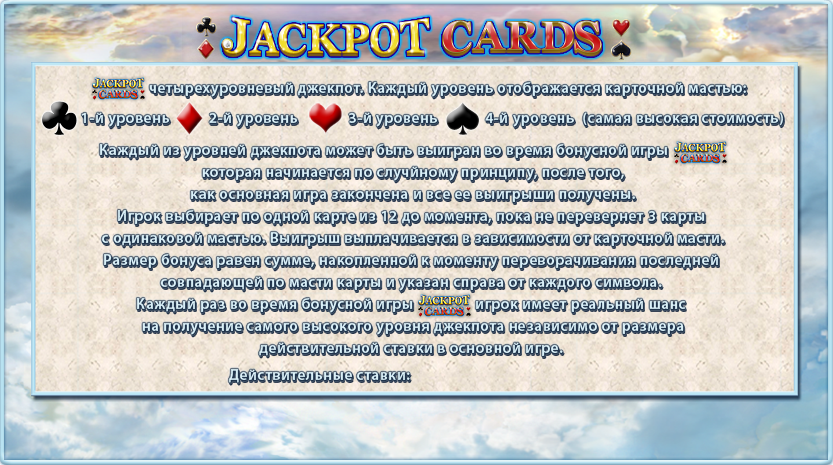 JACKPOT CARDS
JACKPOT CARDS четырехуровневый джекпот. Каждый уровень отображается карточной мастью:
1-й уровень 2-й уровень 3-й уровень 4-й уровень (самая высокая стоимость)
Каждый из уровней джекпота может быть выигран во время бонусной игры JACKPOT CARDS
которая начинается по случйному принципу, после того,
как основная игра закончена и все ее выигрыши получены.
Игрок выбирает по одной карте из 12 до момента, пока не перевернет 3 карты
с одинаковой мастью. Выигрыш выплачивается в зависимости от карточной масти.
Размер бонуса равен сумме, накопленной к моменту переворачивания последней
совпадающей по масти карты и указан справа от каждого символа.
Каждый раз во время бонусной игры JACKPOT CARDS игрок имеет реальный шанс
на получение самого высокого уровня джекпота независимо от размера
действительной ставки в основной игре.
Действительные ставки: